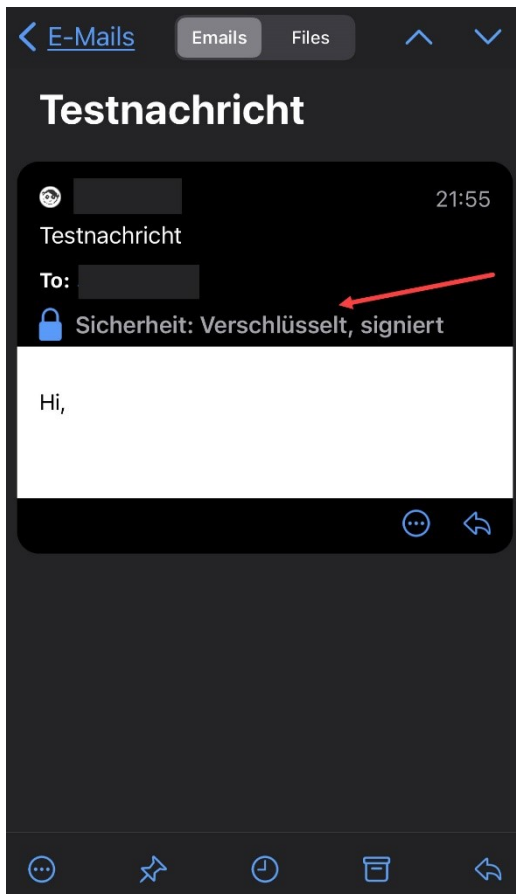 E-Mails
Emails Files
Testnachricht
21:55
Testnachricht
To:
Sicherheit: Verschlüsselt, signiert
Hi,